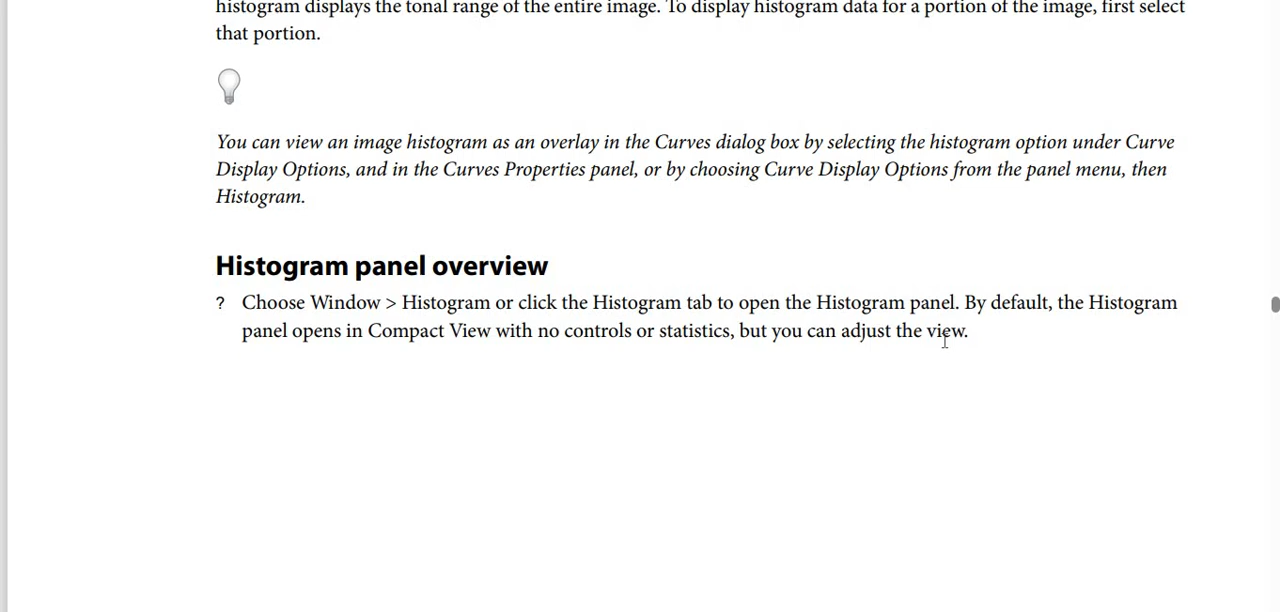 histogram displays the tonal range of the entire image. To display histogram data for a portion of the image, first select
that portion.
You can view an image histogram as an overlay in the Curves dialog box by selecting the histogram option under Curve
Display Options, and in the Curves Properties panel, or by choosing Curve Display Options from the panel menu, then
Histogram.
Histogram panel overview
? Choose Window > Histogram or click the Histogram tab to open the Histogram panel. By default, the Histogram
panel opens in Compact View with no controls or statistics, but you can adjust the view.